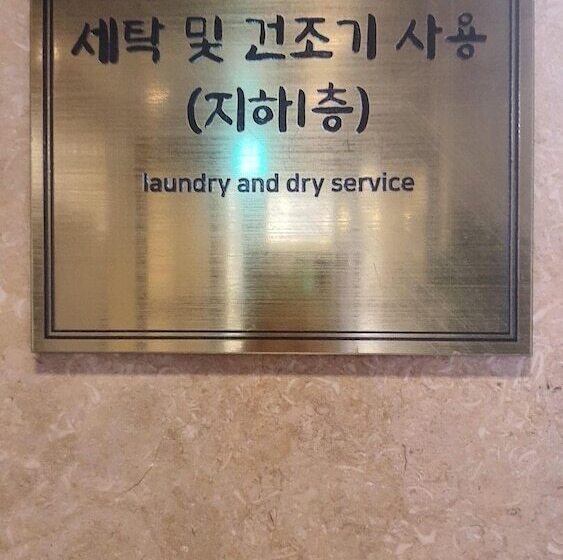 세탁 및 건조기 사용
(지하1층)
laundry and dry service